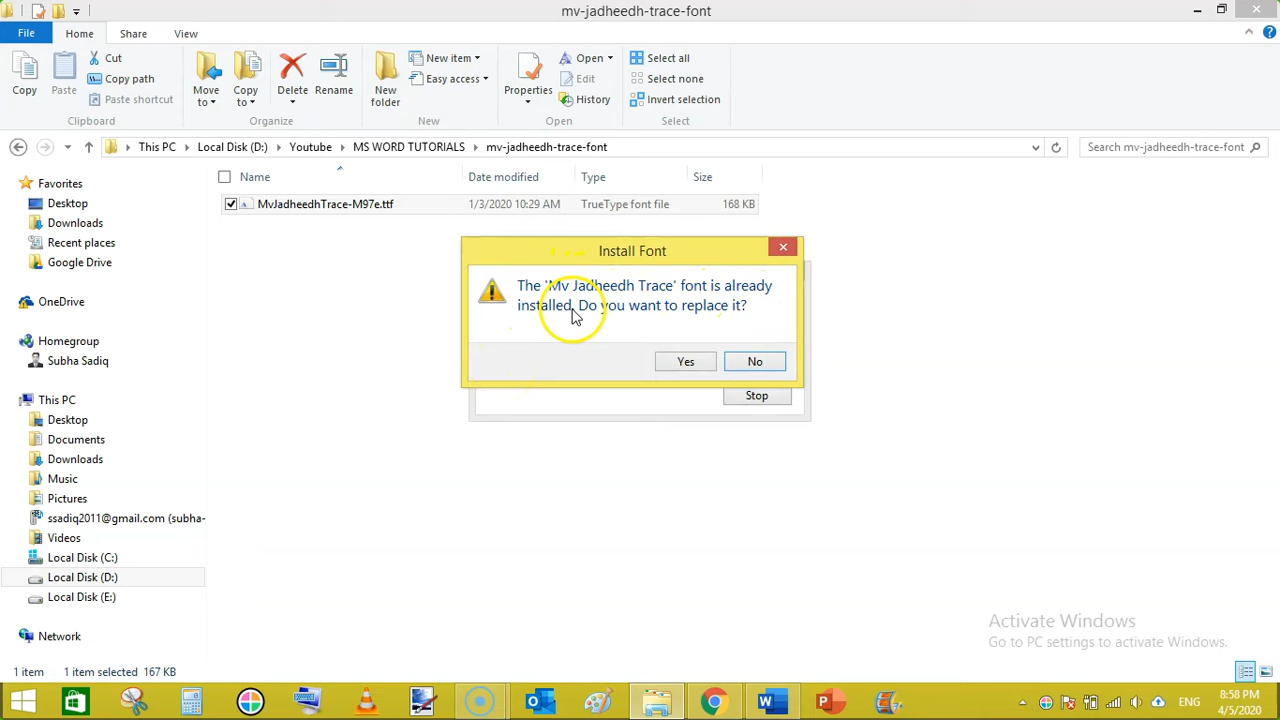 mv-jadheedh-trace-font
File
Home
Share
View
Copy
Paste
Cut
Copy path
Paste shortcut
Clipboard
Move to
Copy to
Delete
Rename
Organize
New folder
New item
Easy access
New
Properties
Open
Edit
History
Open
Select all
Select none
Invert selection
Select
This PC
Local Disk (D:)
Youtube
MS WORD TUTORIALS
mv-jadheedh-trace-font
Search mv-jadheedh-trace-font
Name
Date modified
Type
Size
MvJadheedhTrace-M97e.ttf
1/3/2020 10:29 AM
TrueType font file
168 KB
Favorites
Desktop
Downloads
Recent places
Google Drive
OneDrive
Homegroup
Subha Sadiq
This PC
Desktop
Documents
Downloads
Music
Pictures
ssadiq2011@gmail.com (subha-
Videos
Local Disk (C:)
Local Disk (D:)
Local Disk (E:)
Network
Install Font
The 'Mv Jadheedh Trace' font is already
installed. Do you want to replace it?
Yes
No
Stop
Activate Windows
Go to PC settings to activate Windows.
1 item
1 item selected 167 KB
ENG
8:58 PM
4/5/2020